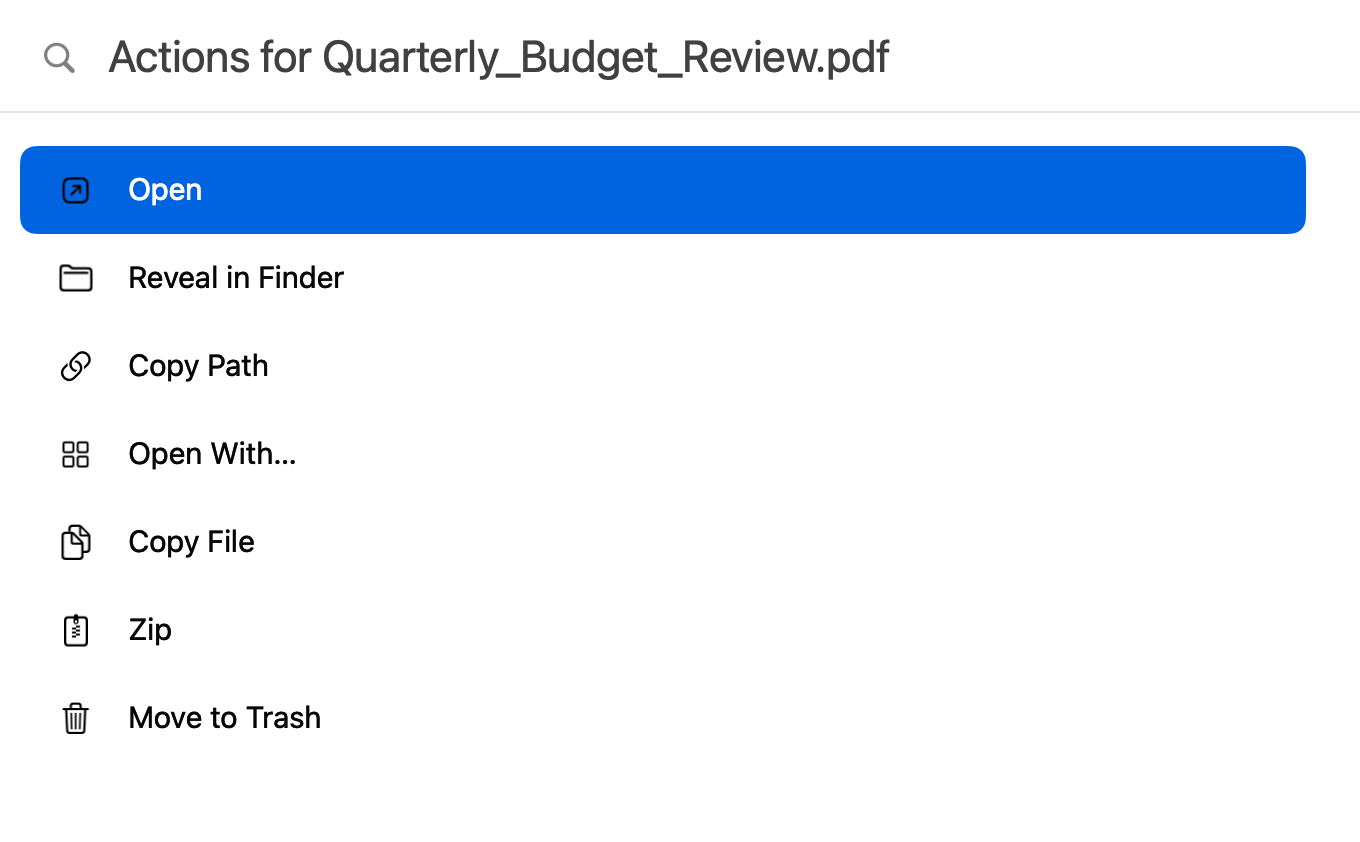 Actions for Quarterly_Budget_Review.pdf
Open
Reveal in Finder
Copy Path
Open With...
Copy File
Zip
Move to Trash